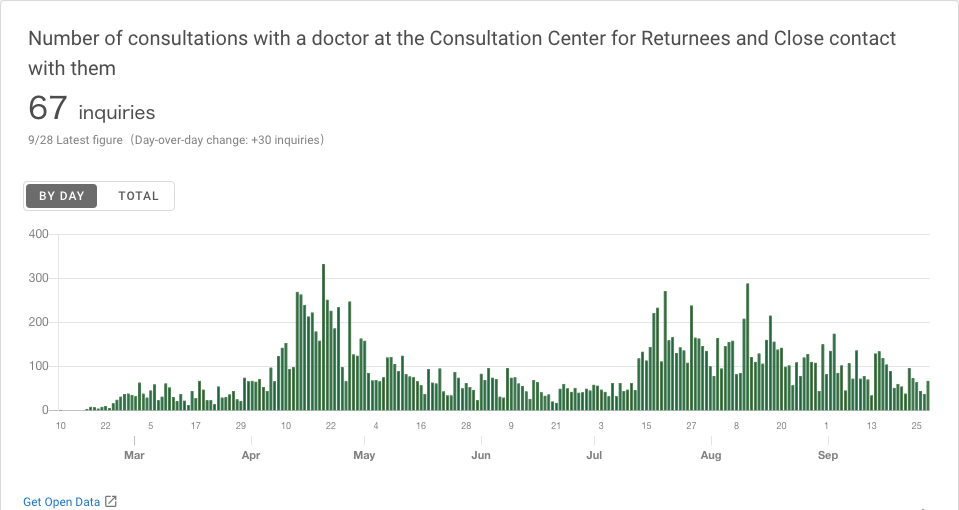 Number of consultations with a doctor at the Consultation Center for Returnees and Close contact
with them
67 inquiries
9/28 Latest figure（Day-over-day change: +30 inquiries）
BY DAY TOTAL
400
300
200
100
0
10 22 5 17 29 10 22 4 16 28 9 21 3 15 27 8 20 1 13 25
Mar Apr May Jun Jul Aug Sep
Get Open Data